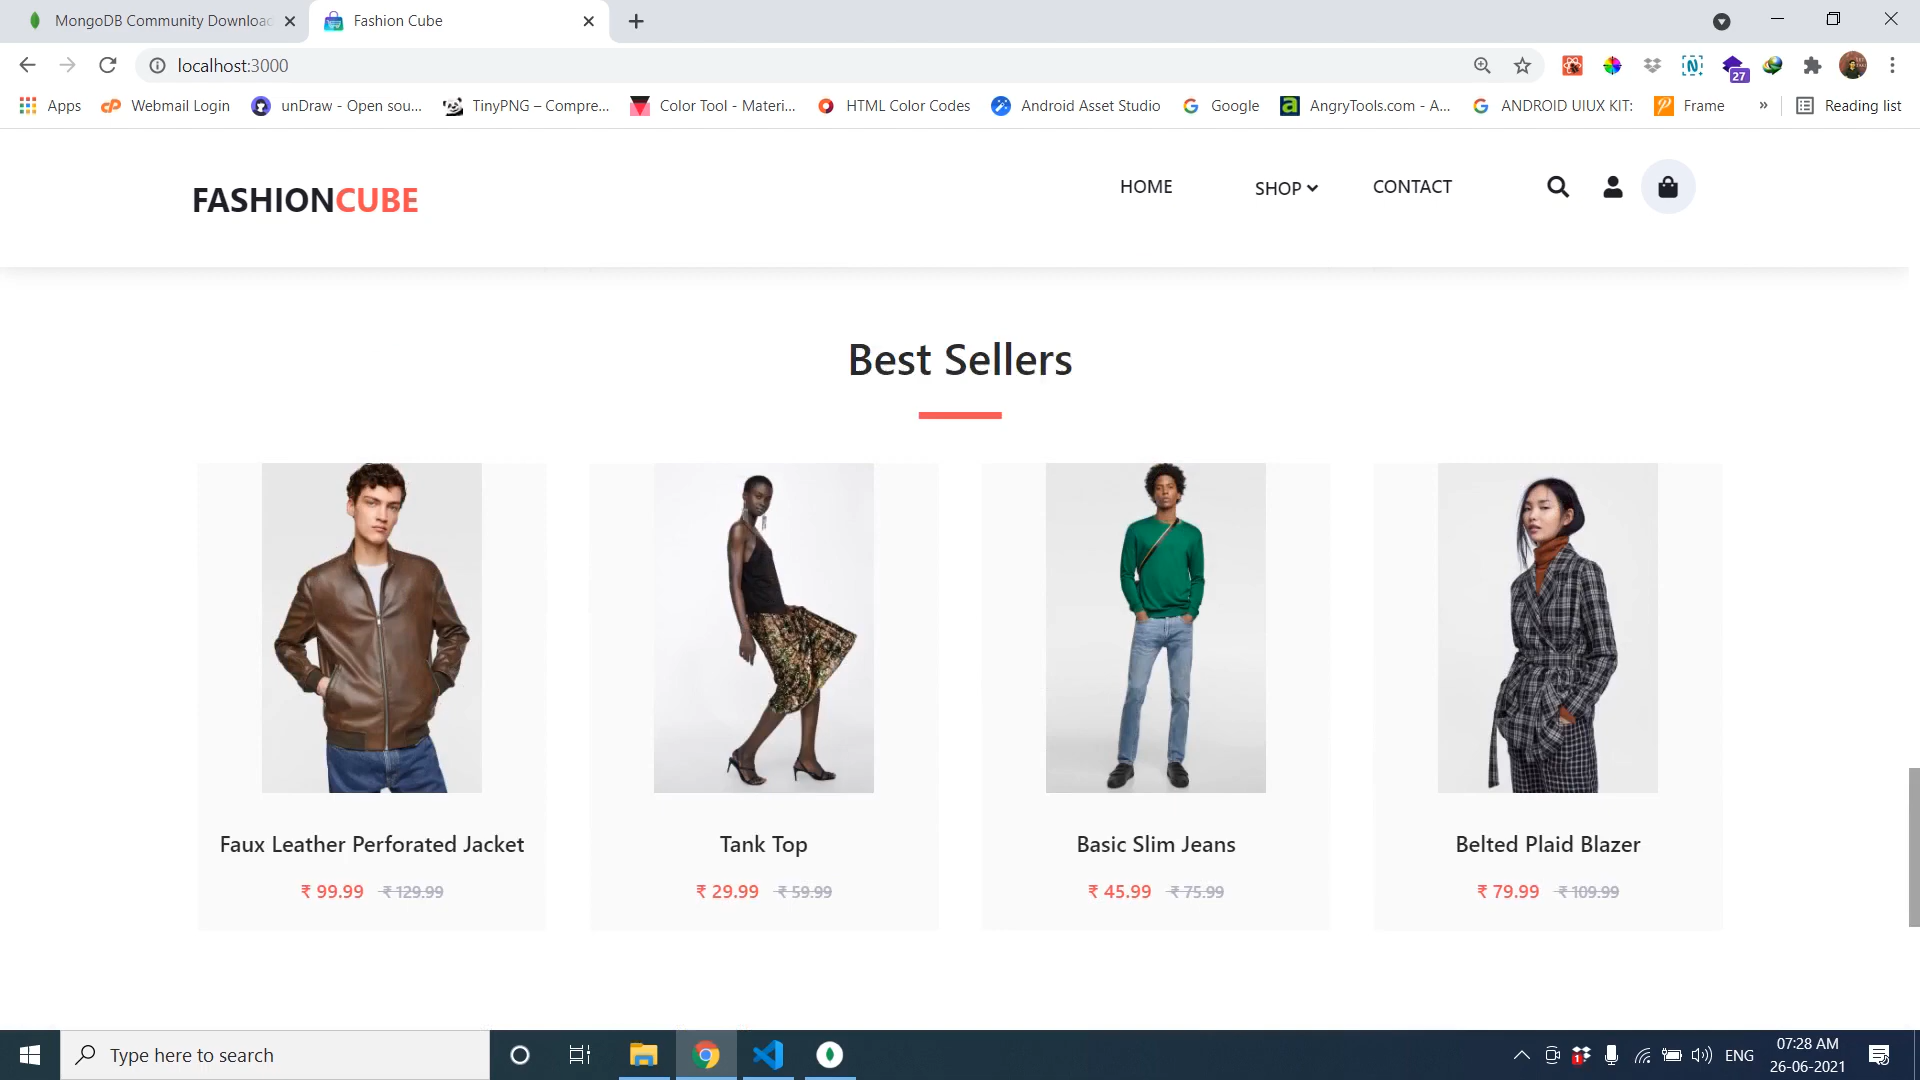 MongoDB Community Downloa
Fashion Cube
localhost:3000
27
Apps
Webmail Login
unDraw - Open sou...
TinyPNG – Compre...
Color Tool - Materi...
HTML Color Codes
Android Asset Studio
Google
AngryTools.com - A...
ANDROID UIUX KIT:
Frame
»
Reading list
FASHIONCUBE
HOME
SHOP
CONTACT
Best Sellers
Faux Leather Perforated Jacket
₹ 99.99 ₹ 129.99
Tank Top
₹ 29.99 ₹ 59.99
Basic Slim Jeans
₹ 45.99 ₹ 75.99
Belted Plaid Blazer
₹ 79.99 ₹ 109.99
Type here to search
1
ENG
07:28 AM
26-06-2021